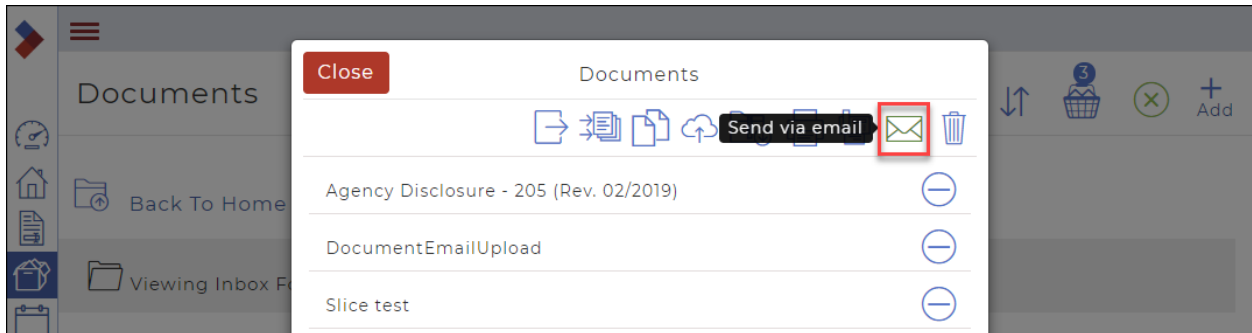 Close
Documents
Documents
3
Add
Send via email
Agency Disclosure - 205 (Rev. 02/2019)
Back To Home
DocumentEmailUpload
Viewing Inbox Fo
Slice test